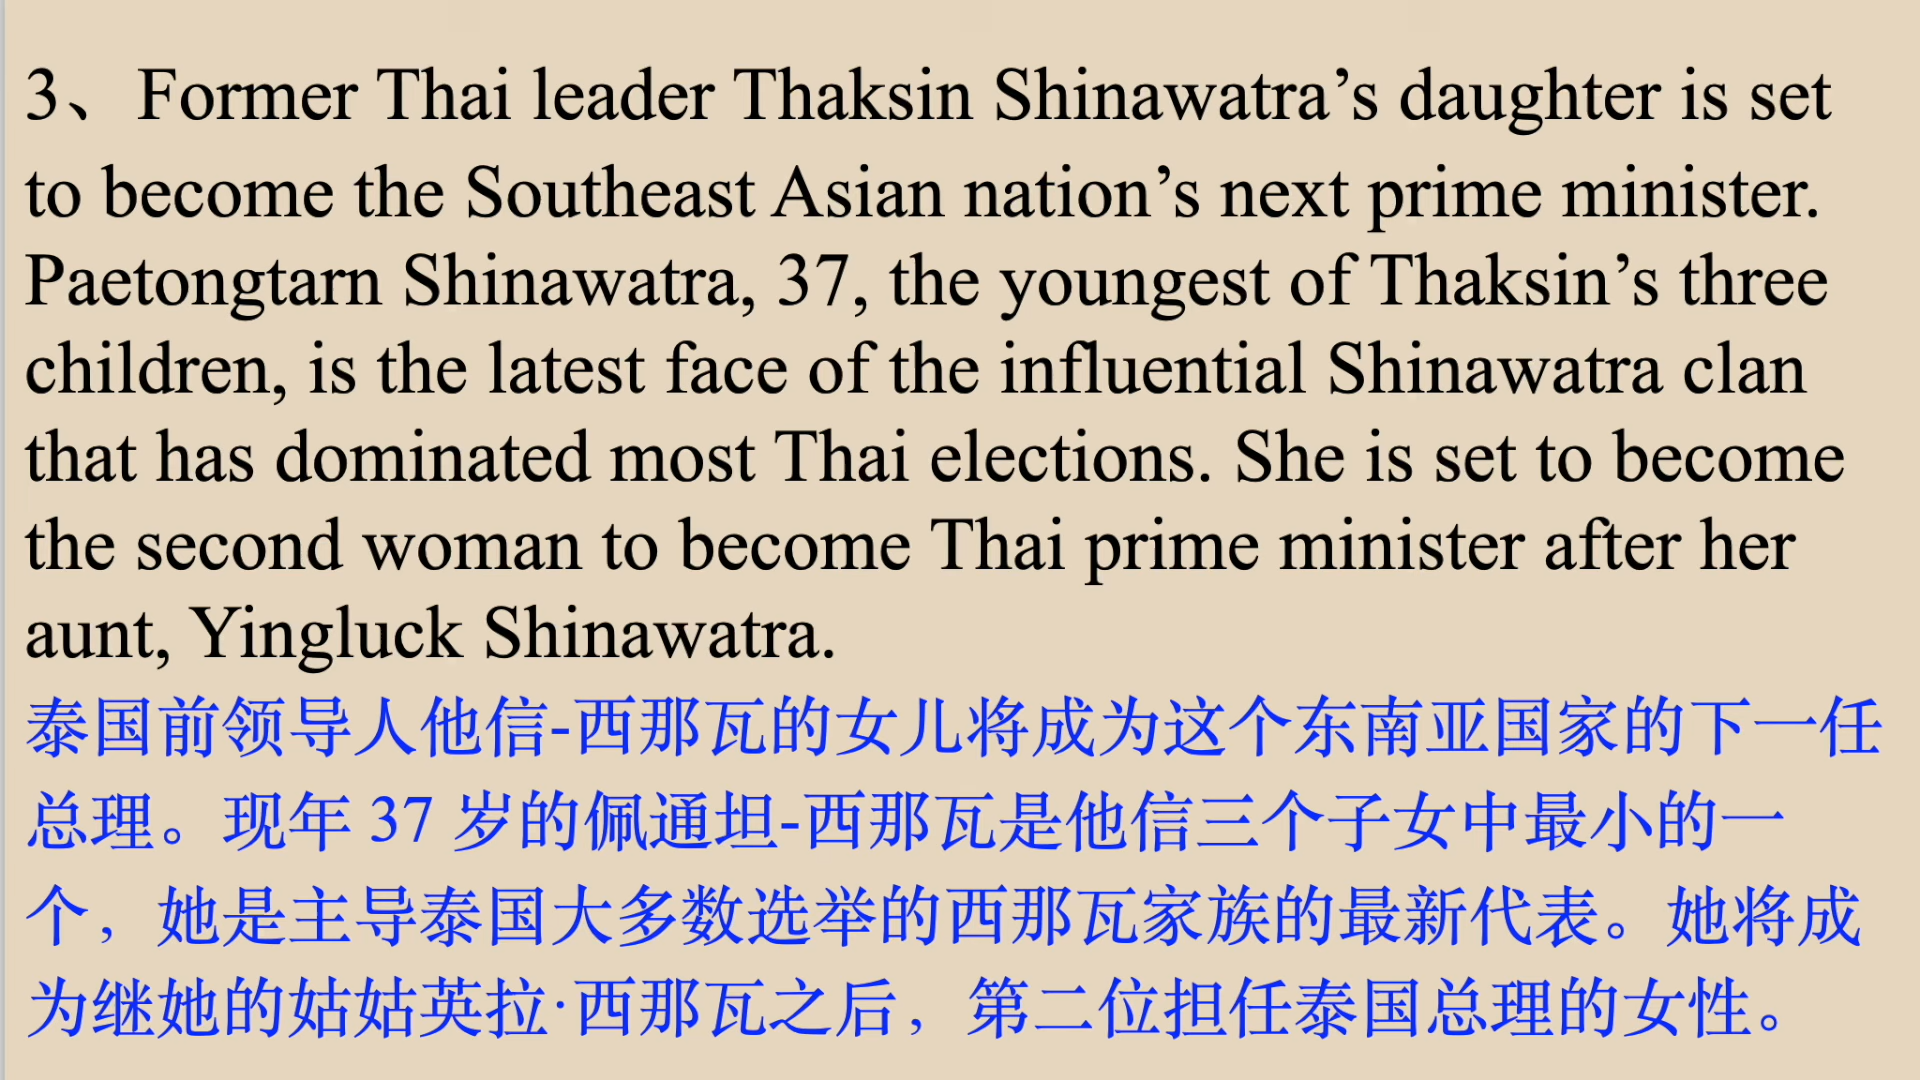 3、Former Thai leader Thaksin Shinawatra’s daughter is set
to become the Southeast Asian nation’s next prime minister.
Paetongtarn Shinawatra, 37, the youngest of Thaksin’s three
children, is the latest face of the influential Shinawatra clan
that has dominated most Thai elections. She is set to become
the second woman to become Thai prime minister after her
aunt, Yingluck Shinawatra.
泰国前领导人他信-西那瓦的女儿将成为这个东南亚国家的下一任
总理。现年 37 岁的佩通坦-西那瓦是他信三个子女中最小的一
个，她是主导泰国大多数选举的西那瓦家族的最新代表。她将成
为继她的姑姑英拉·西那瓦之后，第二位担任泰国总理的女性。